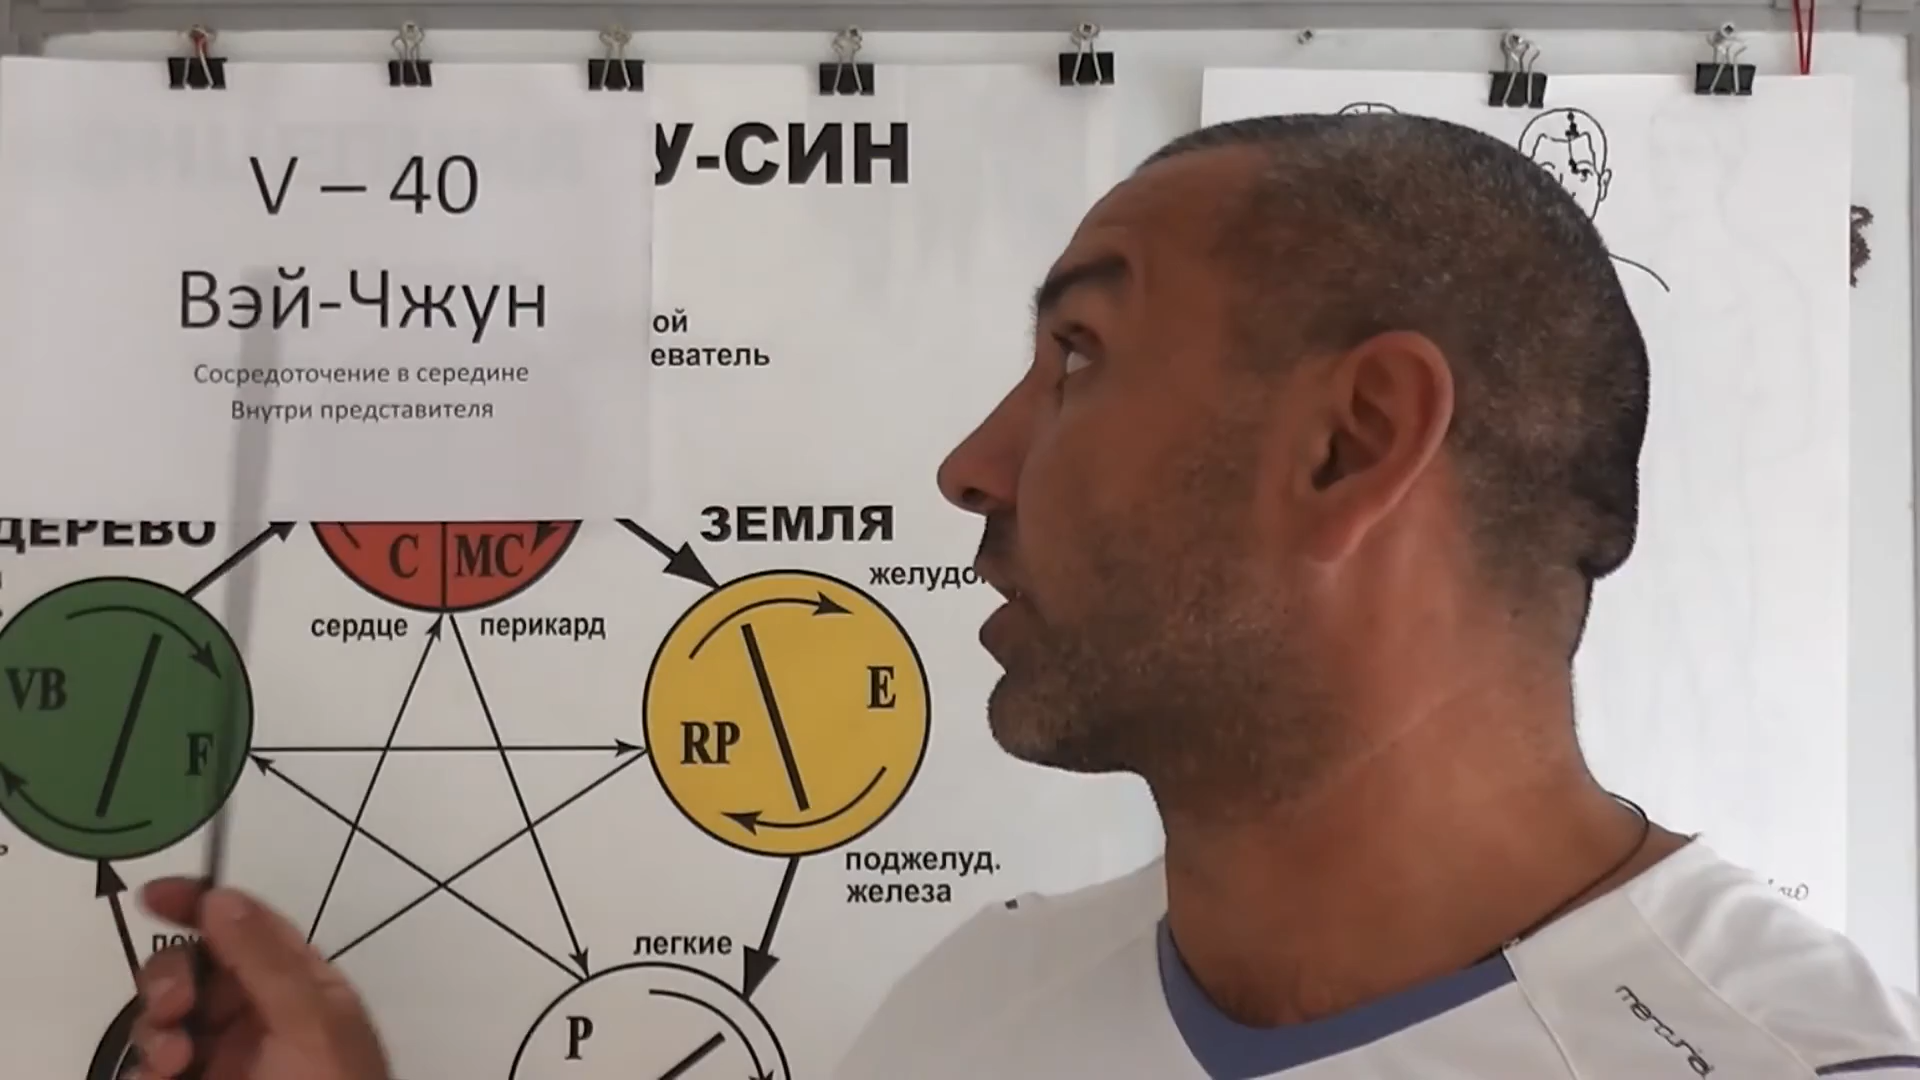 V – 40
Вэй-Чжун
Сосредоточение в середине
Внутри представителя
У-СИН
ой
еватель
ДЕРЕВО
ЗЕМЛЯ
C MC
желудо
сердце перикард
VB
F
E
RP
поджелуд.
железа
легкие
P
mercurial